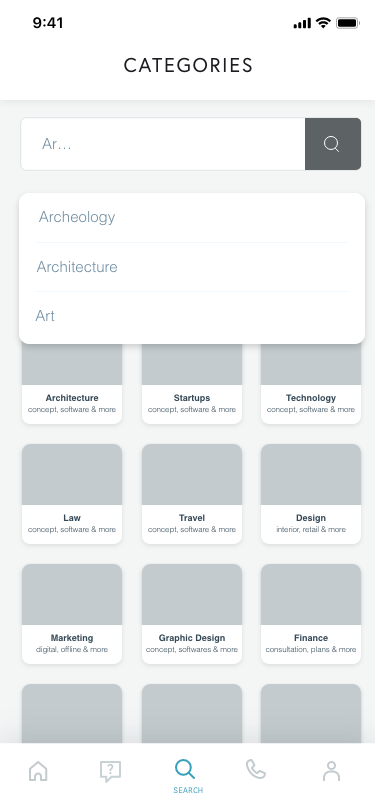 9:41
CATEGORIES
Ar...
Archeology
Architecture
Art
Architecture Startups Technology
concept, software & more concept, software & more concept, software & more
Law Travel Design
concept, software & more concept, software & more interior, retail & more
Marketing Graphic Design Finance
digital, offline & more concept, softwares & more consultation, plans & more
?
SEARCH